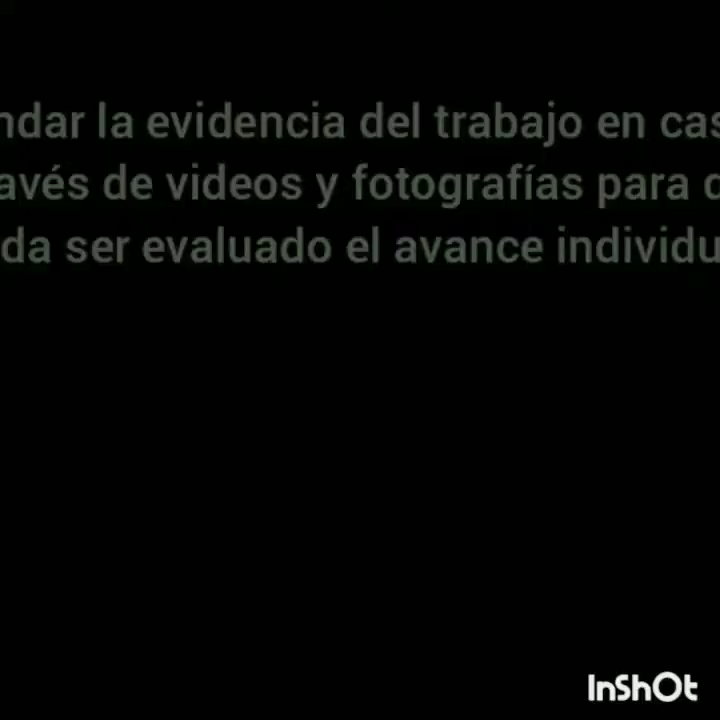 ndar la evidencia del trabajo en cas
avés de videos y fotografías para
da ser evaluado el avance individu
InShOt